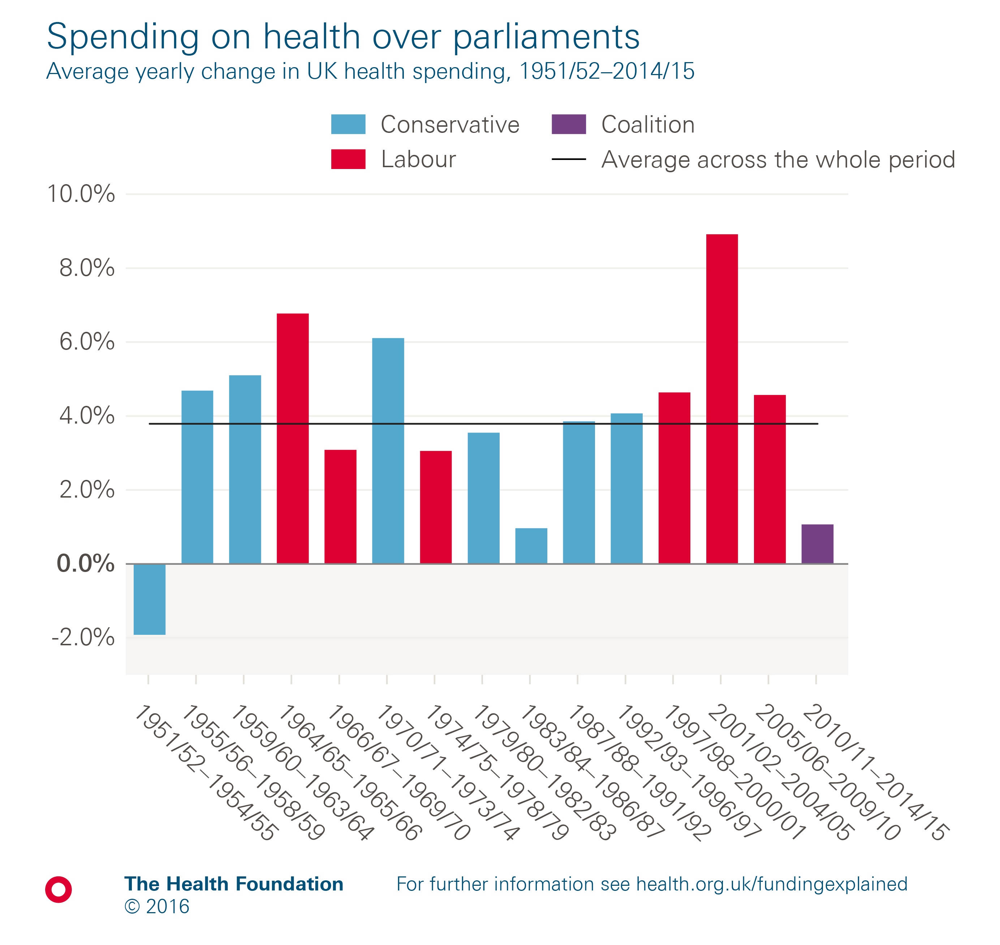 Spending on health over parliaments
Average yearly change in UK health spending, 1951/52–2014/15
Conservative
Coalition
Labour
Average across the whole period
10.0%
8.0%
6.0%
4.0%
2.0%
0.0%
-2.0%
1951/52–1954/55
1955/56–1958/59
1959/60–1963/64
1964/65–1965/66
1966/67–1969/70
1970/71–1973/74
1974/75–1978/79
1979/80–1982/83
1983/84–1986/87
1987/88–1991/92
1992/93–1996/97
1997/98–2000/01
2001/02–2004/05
2005/06–2009/10
2010/11–2014/15
The Health Foundation
© 2016
For further information see health.org.uk/fundingexplained